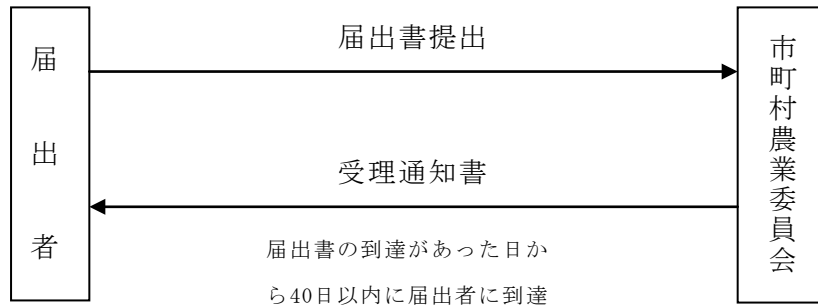 届出者
届出書提出
受理通知書
届出書の到達があった日か
ら40日以内に届出者に到達
市町村農業委員会